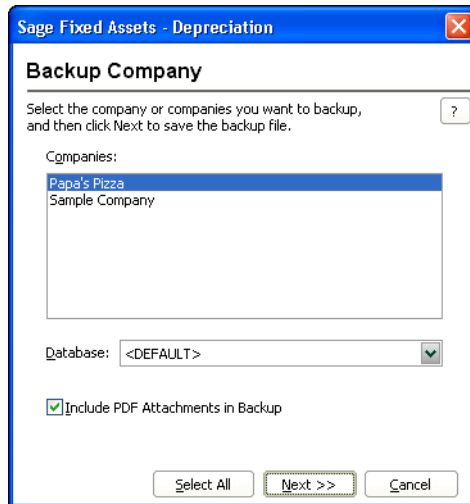 Sage Fixed Assets - Depreciation
Backup Company
Select the company or companies you want to backup,
and then click Next to save the backup file.
?
Companies:
Papa's Pizza
Sample Company
Database: <DEFAULT>
Include PDF Attachments in Backup
Select All Next >> Cancel